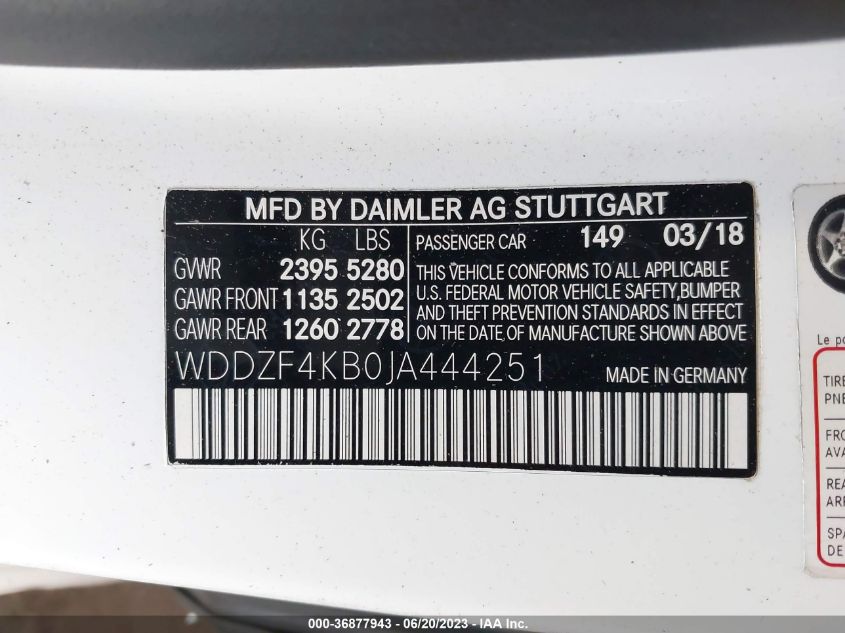 MFD BY DAIMLER AG STUTTGART
KG LBS
GVWR 2395 5280
GAWR FRONT 1135 2502
GAWR REAR 1260 2778
PASSENGER CAR 149 03/18
THIS VEHICLE CONFORMS TO ALL APPLICABLE
U.S. FEDERAL MOTOR VEHICLE SAFETY,BUMPER
AND THEFT PREVENTION STANDARDS IN EFFECT
ON THE DATE OF MANUFACTURE SHOWN ABOVE
WDDZF4KB0JA444251
MADE IN GERMANY
Le
TIRE
000-36877943 - 06/20/2023 - IAA Inc.